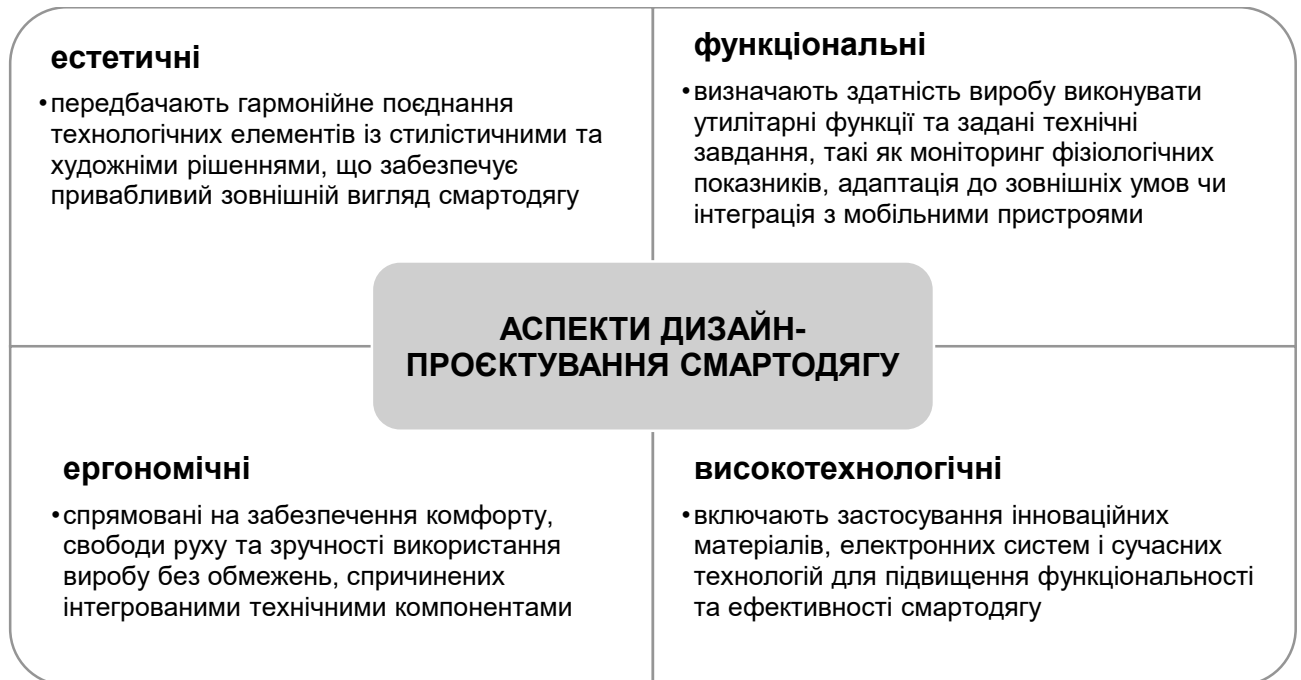 естетичні
•передбачають гармонійне поєднання
технологічних елементів із стилістичними та
художніми рішеннями, що забезпечує
привабливий зовнішній вигляд смартодягу
функціональні
•визначають здатність виробу виконувати
утилітарні функції та задані технічні
завдання, такі як моніторинг фізіологічних
показників, адаптація до зовнішніх умов чи
інтеграція з мобільними пристроями
АСПЕКТИ ДИЗАЙН-
ПРОЄКТУВАННЯ СМАРТОДЯГУ
ергономічні
•спрямовані на забезпечення комфорту,
свободи руху та зручності використання
виробу без обмежень, спричинених
інтегрованими технічними компонентами
високотехнологічні
•включають застосування інноваційних
матеріалів, електронних систем і сучасних
технологій для підвищення функціональності
та ефективності смартодягу